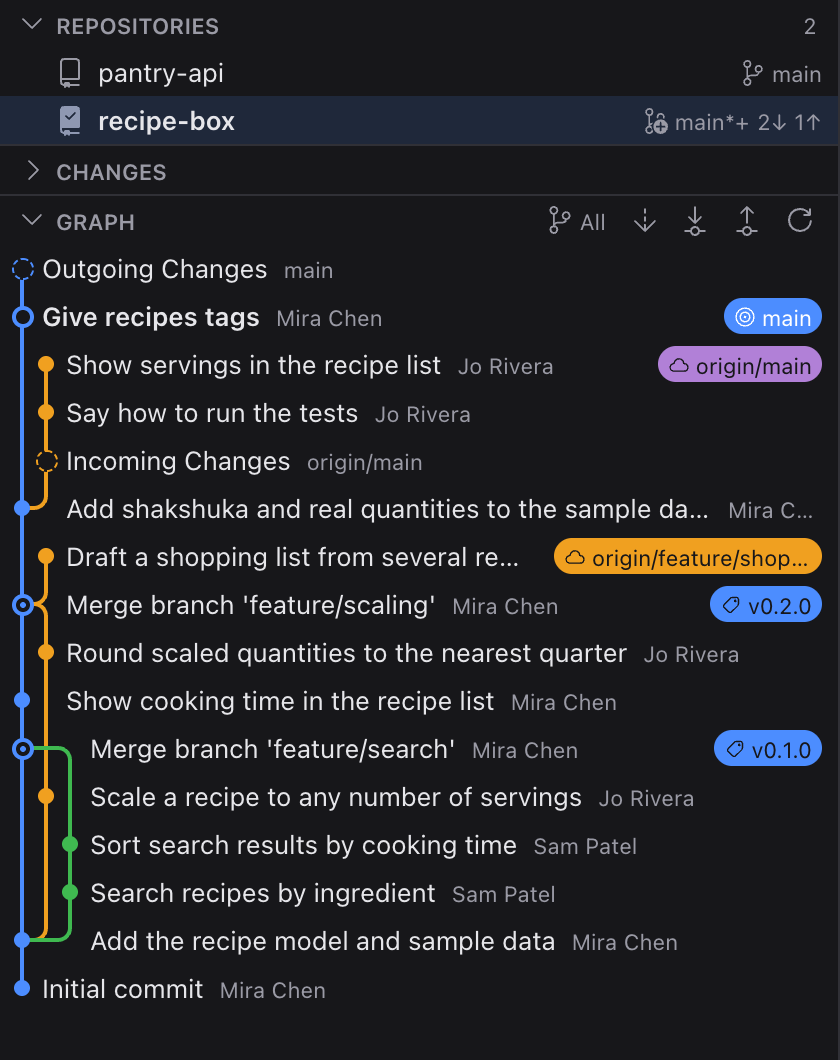 REPOSITORIES 2
pantry-api main
recipe-box main*+ 2↓ 1↑
CHANGES
GRAPH All
Outgoing Changes main
Give recipes tags Mira Chen main
Show servings in the recipe list Jo Rivera origin/main
Say how to run the tests Jo Rivera
Incoming Changes origin/main
Add shakshuka and real quantities to the sample da... Mira C...
Draft a shopping list from several re... origin/feature/shop...
Merge branch 'feature/scaling' Mira Chen v0.2.0
Round scaled quantities to the nearest quarter Jo Rivera
Show cooking time in the recipe list Mira Chen
Merge branch 'feature/search' Mira Chen v0.1.0
Scale a recipe to any number of servings Jo Rivera
Sort search results by cooking time Sam Patel
Search recipes by ingredient Sam Patel
Add the recipe model and sample data Mira Chen
Initial commit Mira Chen